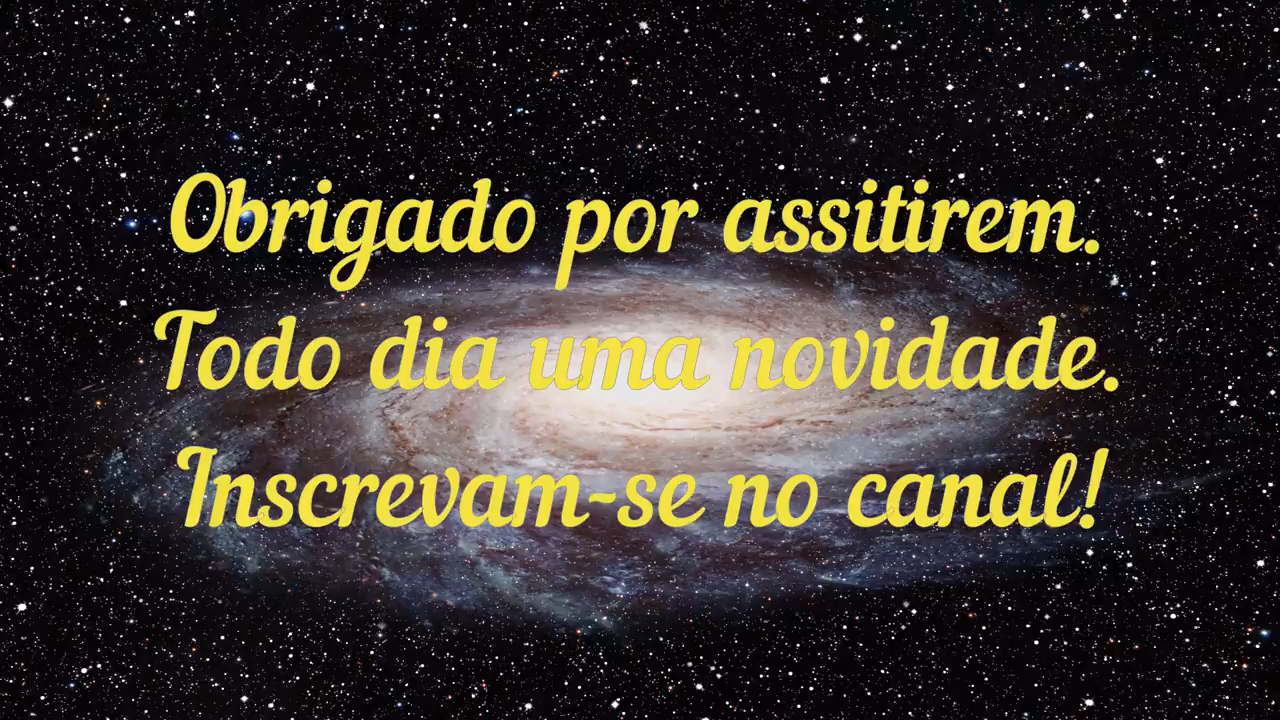 Obrigado por assitirem.
Todo dia uma novidade.
Inscrevam-se no canal!